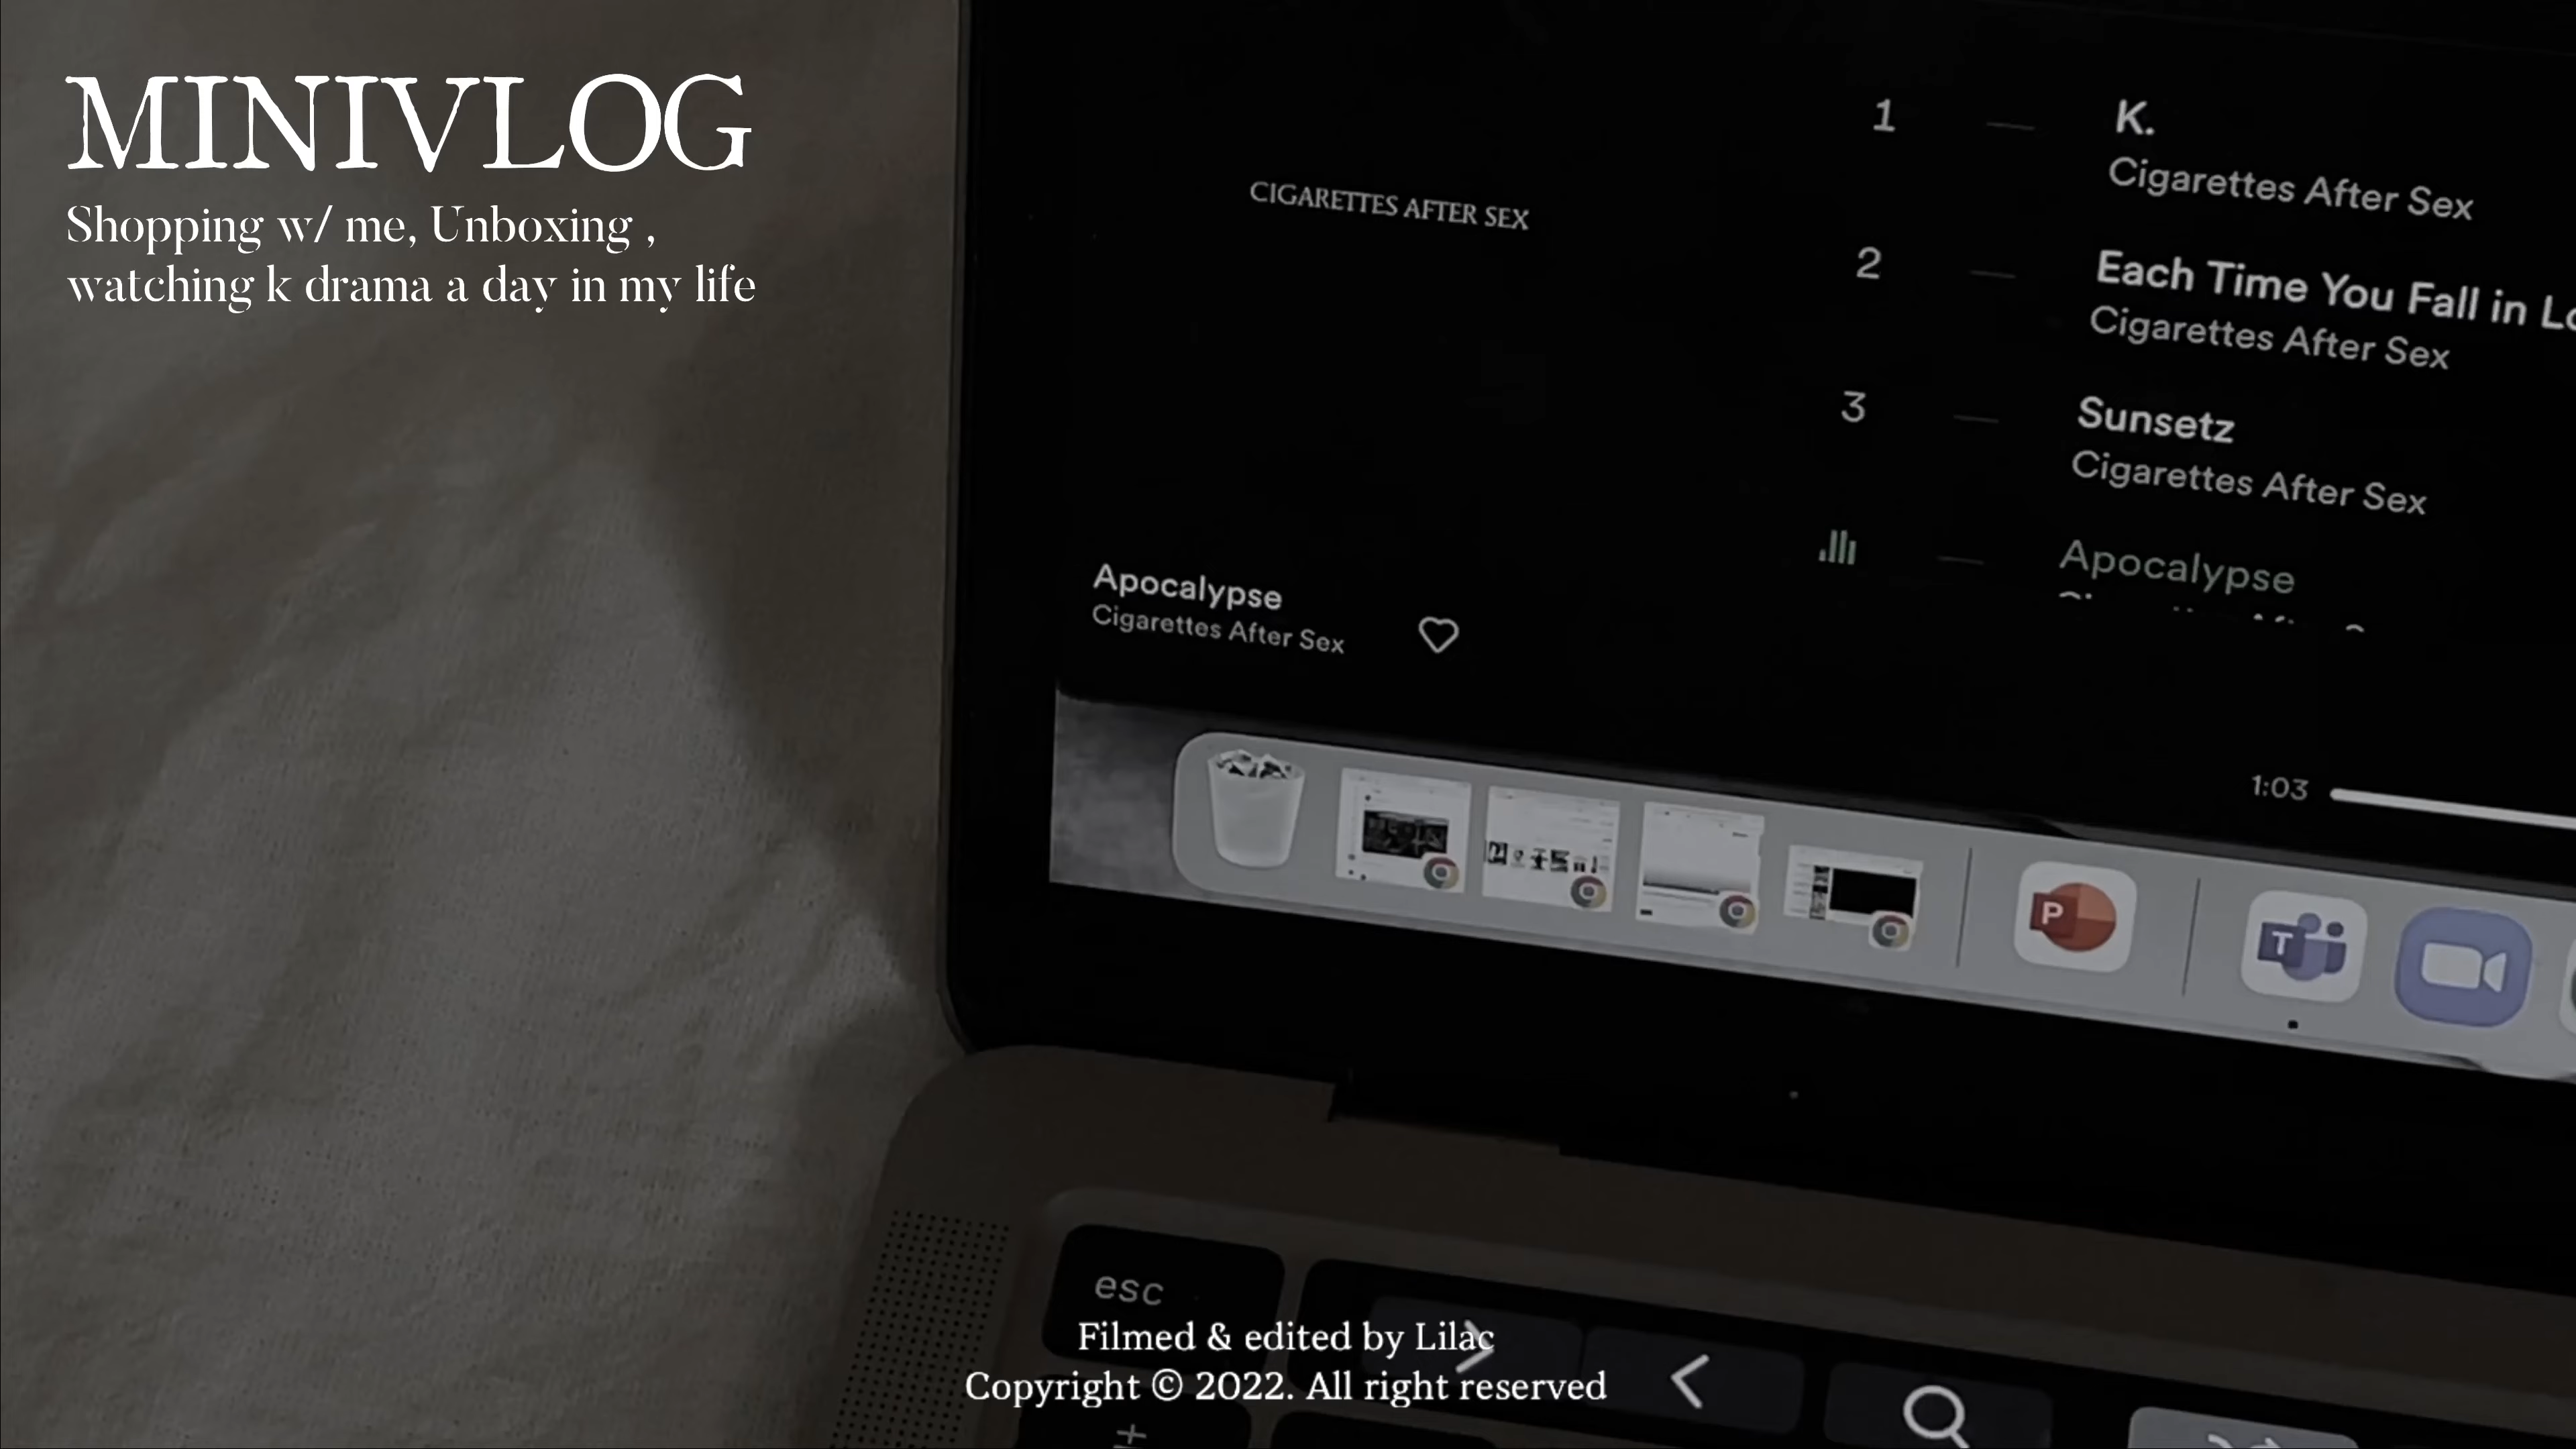 MINIVLOG
Shopping w/ me, Unboxing ,
watching k drama a day in my life
CIGARETTES AFTER SEX
1 — K.
Cigarettes After Sex
2 — Each Time You Fall in
Cigarettes After Sex
3 — Sunsetz
Cigarettes After Sex
— Apocalypse
Apocalypse
Cigarettes After Sex
1:03
P
T
esc
Filmed & edited by Lilac
Copyright © 2022. All right reserved